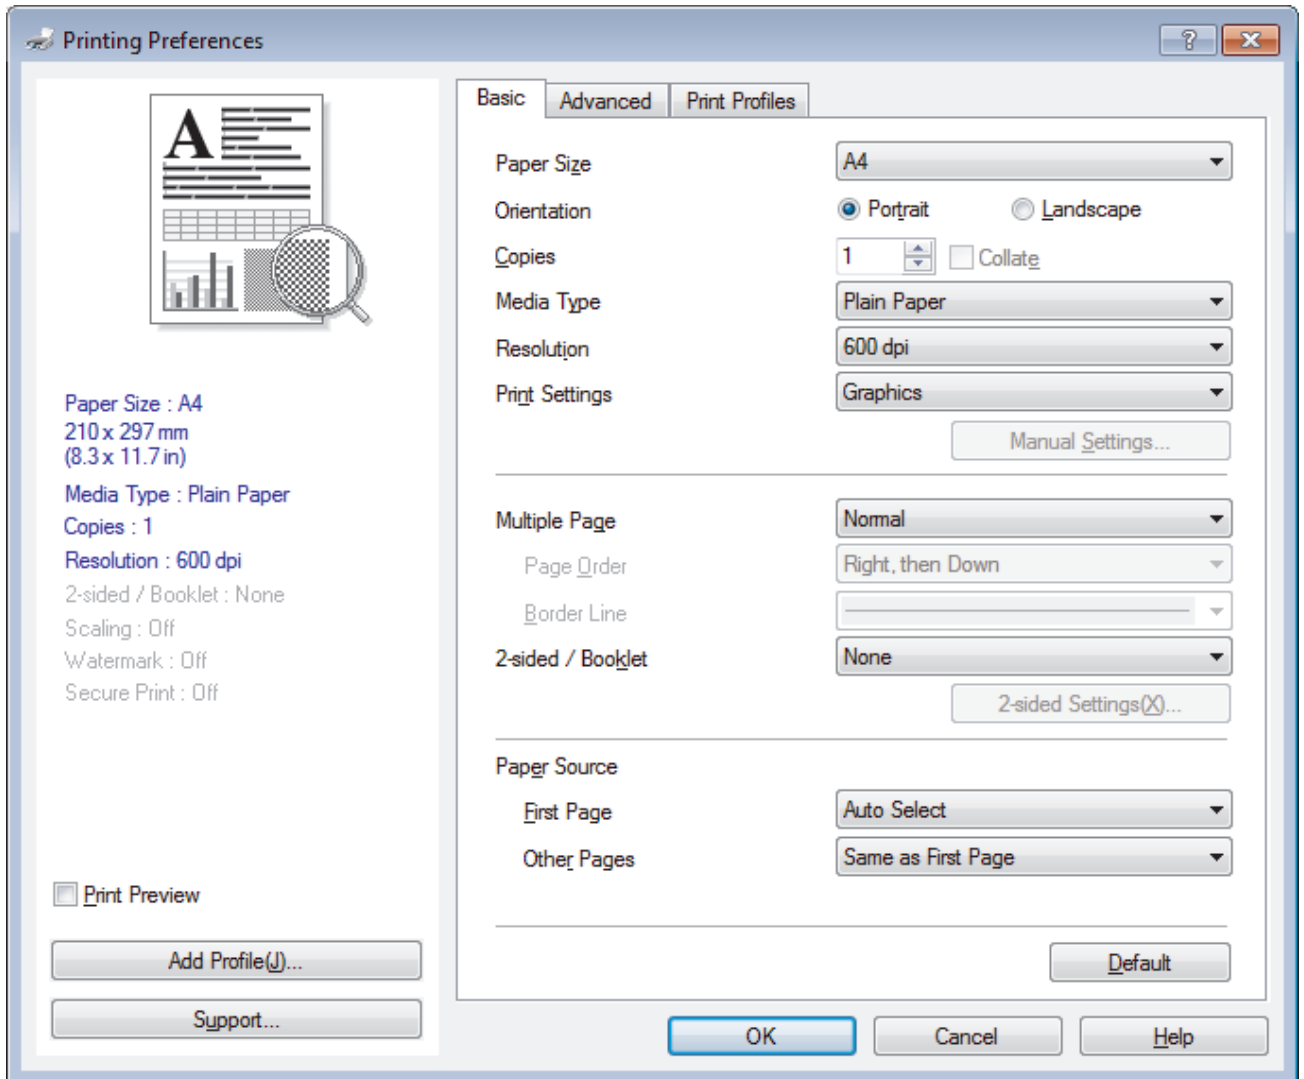 Printing Preferences
Basic
Advanced
Print Profiles
A
Paper Size : A4
210 x 297 mm
(8.3 x 11.7 in)
Media Type : Plain Paper
Copies : 1
Resolution : 600 dpi
2-sided / Booklet : None
Scaling : Off
Watermark : Off
Secure Print : Off
Print Preview
Add Profile(J)...
Support...
Paper Size A4
Orientation Portrait Landscape
Copies 1 Collate
Media Type Plain Paper
Resolution 600 dpi
Print Settings Graphics
Manual Settings...
Multiple Page Normal
Page Order Right, then Down
Border Line
2-sided / Booklet None
2-sided Settings(X)...
Paper Source
First Page Auto Select
Other Pages Same as First Page
Default
OK Cancel Help